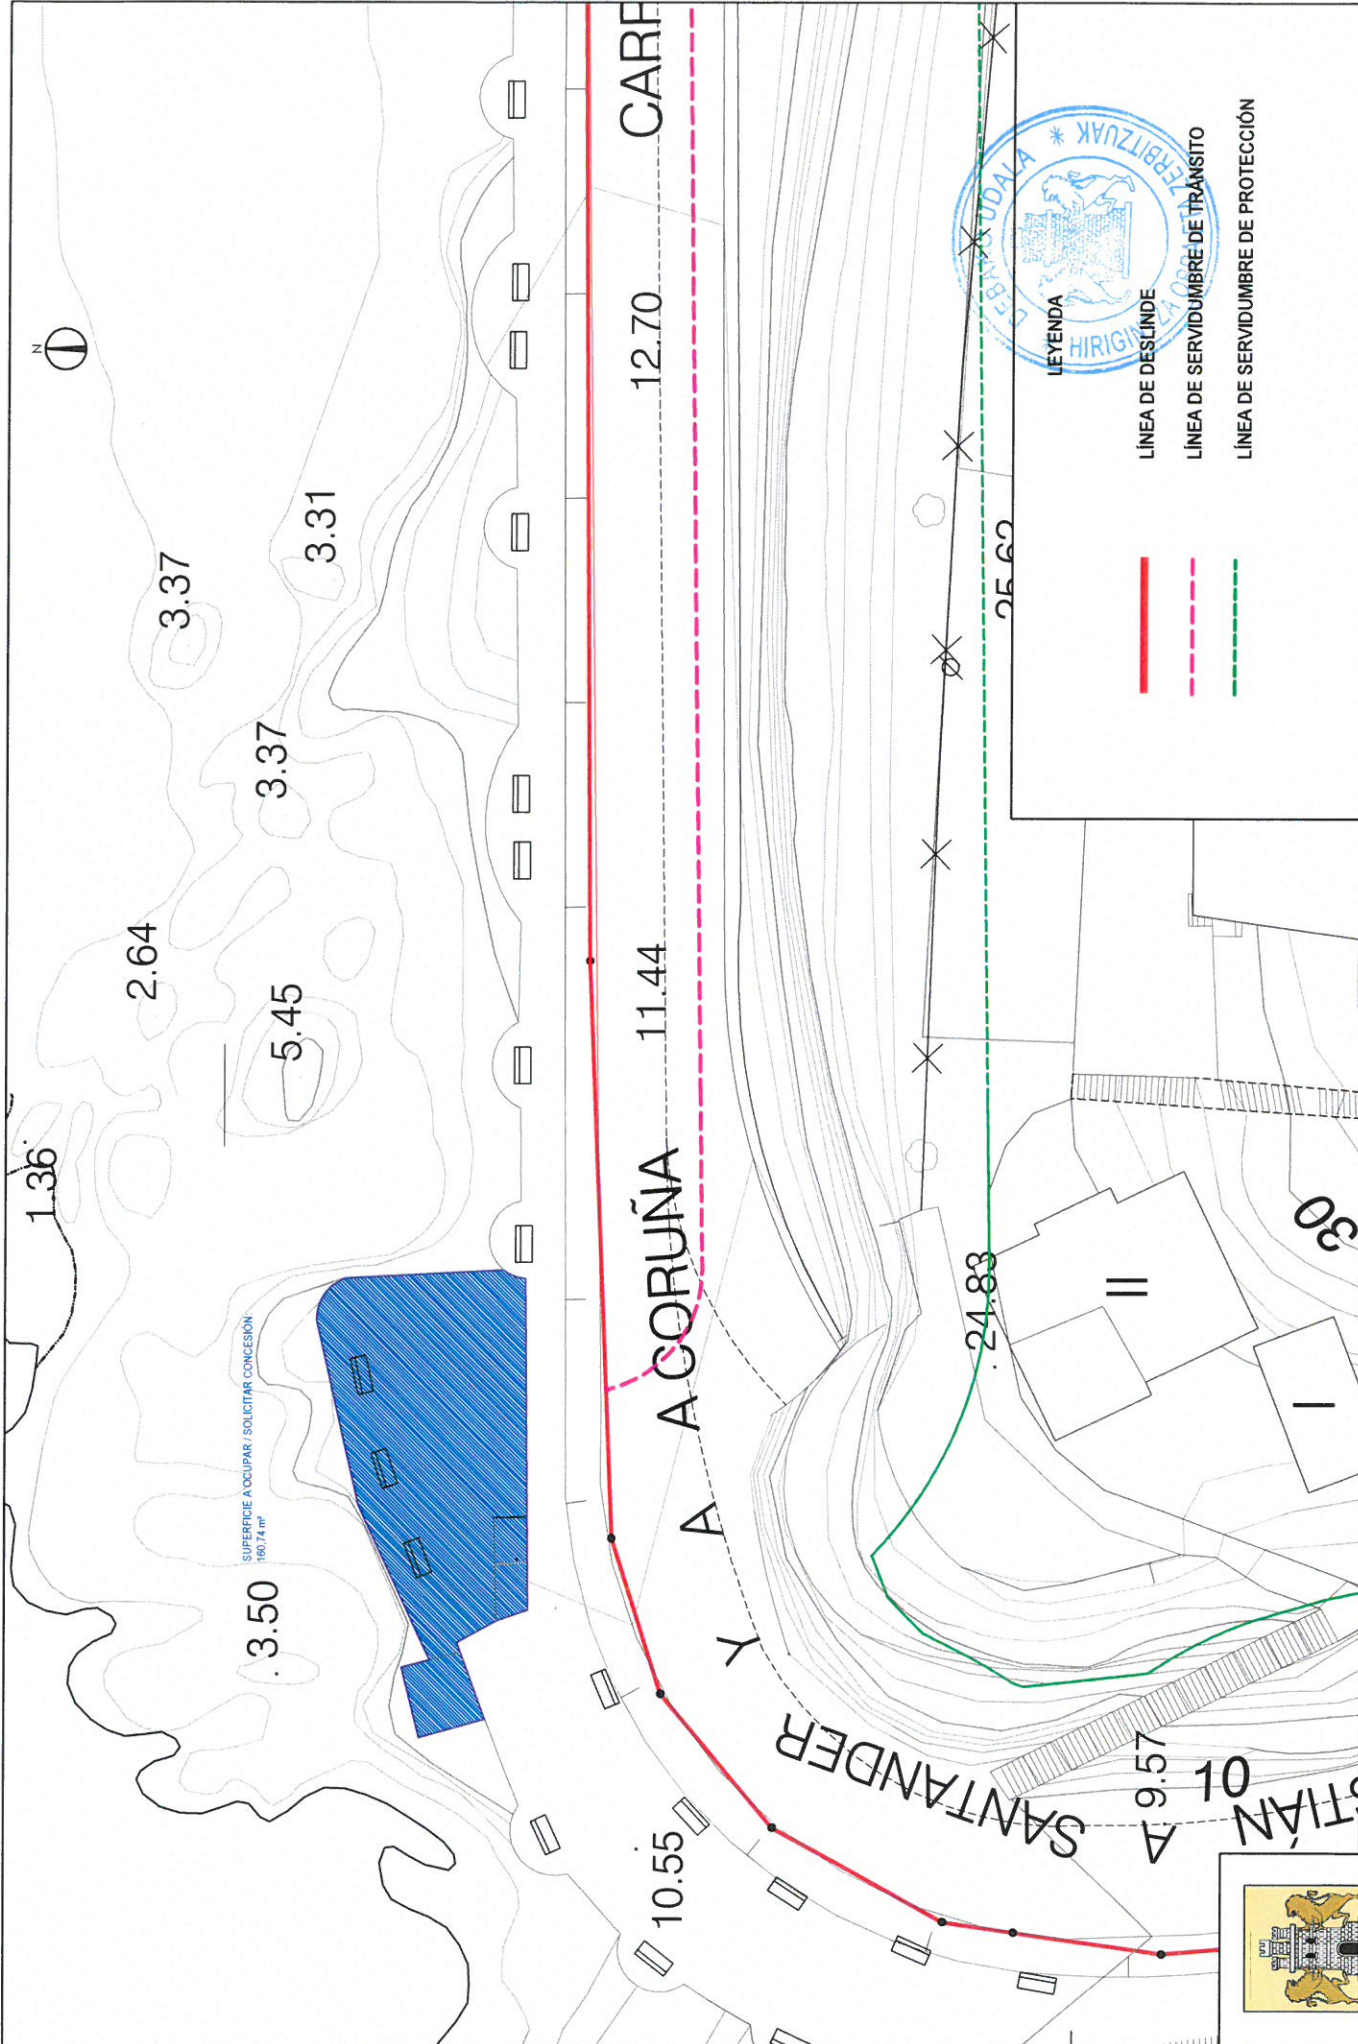 N
1.36
2.64
3.37
3.31
3.37
5.45
SUPERFICIE A OCUPAR / SOLICITAR CONCESIÓN
160,74 m²
3.50
12.70
11.44
CARR
A CORUÑA
A
Y
SANTANDER
A
10.55
9.57
10
24.83
25.62
II
I
30
LEYENDA
LÍNEA DE DESLINDE
LÍNEA DE SERVIDUMBRE DE TRÁNSITO
LÍNEA DE SERVIDUMBRE DE PROTECCIÓN
UDALA * ZERBITZUAK
* HIRIGINTZA
STIÁN